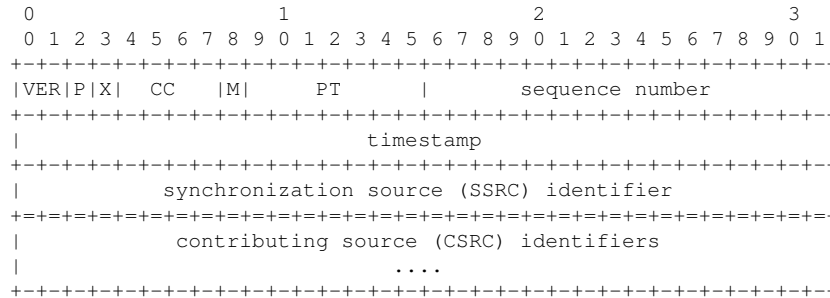 0                   1                   2                   3
 0 1 2 3 4 5 6 7 8 9 0 1 2 3 4 5 6 7 8 9 0 1 2 3 4 5 6 7 8 9 0 1
+-+-+-+-+-+-+-+-+-+-+-+-+-+-+-+-+-+-+-+-+-+-+-+-+-+-+-+-+-+-+-+-
|VER|P|X|  CC   |M|     PT      |       sequence number
+-+-+-+-+-+-+-+-+-+-+-+-+-+-+-+-+-+-+-+-+-+-+-+-+-+-+-+-+-+-+-+-
|                           timestamp
+-+-+-+-+-+-+-+-+-+-+-+-+-+-+-+-+-+-+-+-+-+-+-+-+-+-+-+-+-+-+-+-
|           synchronization source (SSRC) identifier
+=+=+=+=+=+=+=+=+=+=+=+=+=+=+=+=+=+=+=+=+=+=+=+=+=+=+=+=+=+=+=+=
|            contributing source (CSRC) identifiers
|                             ....
+-+-+-+-+-+-+-+-+-+-+-+-+-+-+-+-+-+-+-+-+-+-+-+-+-+-+-+-+-+-+-+-